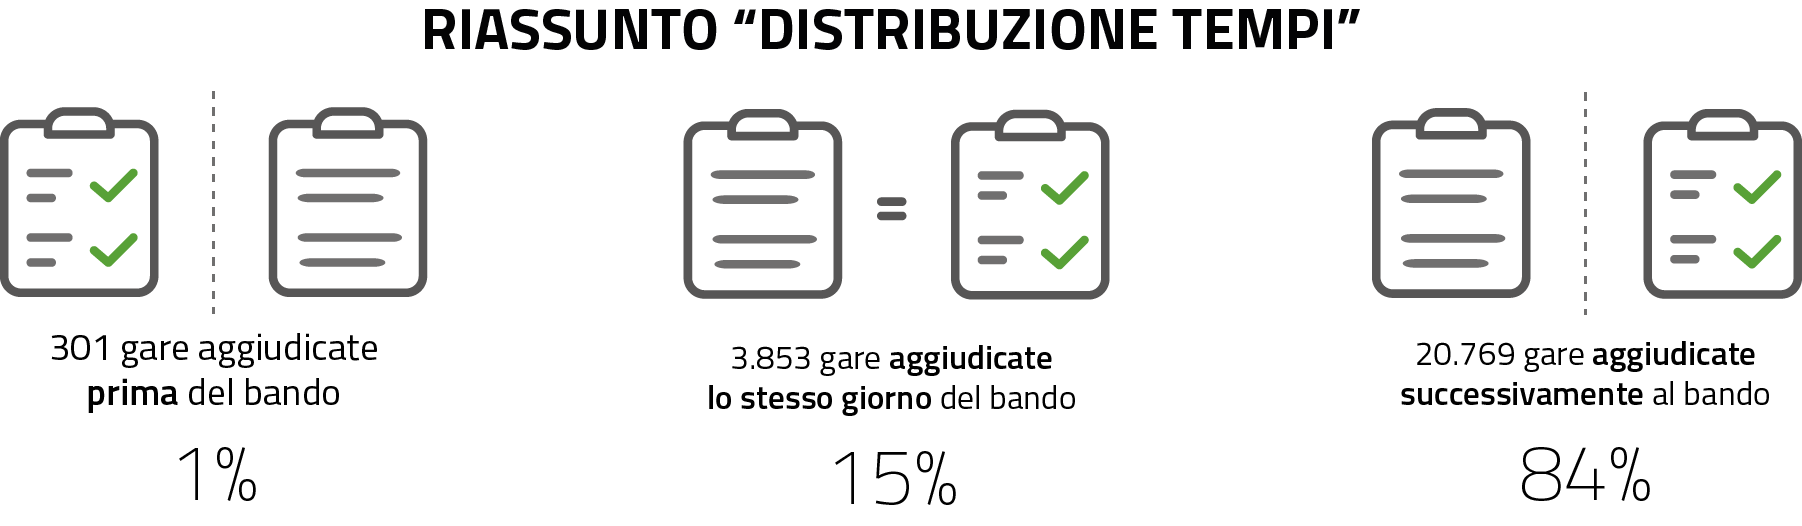 RIASSUNTO “DISTRIBUZIONE TEMPI”
301 gare aggiudicate
prima del bando
1%
=
3.853 gare aggiudicate
lo stesso giorno del bando
15%
20.769 gare aggiudicate
successivamente al bando
84%